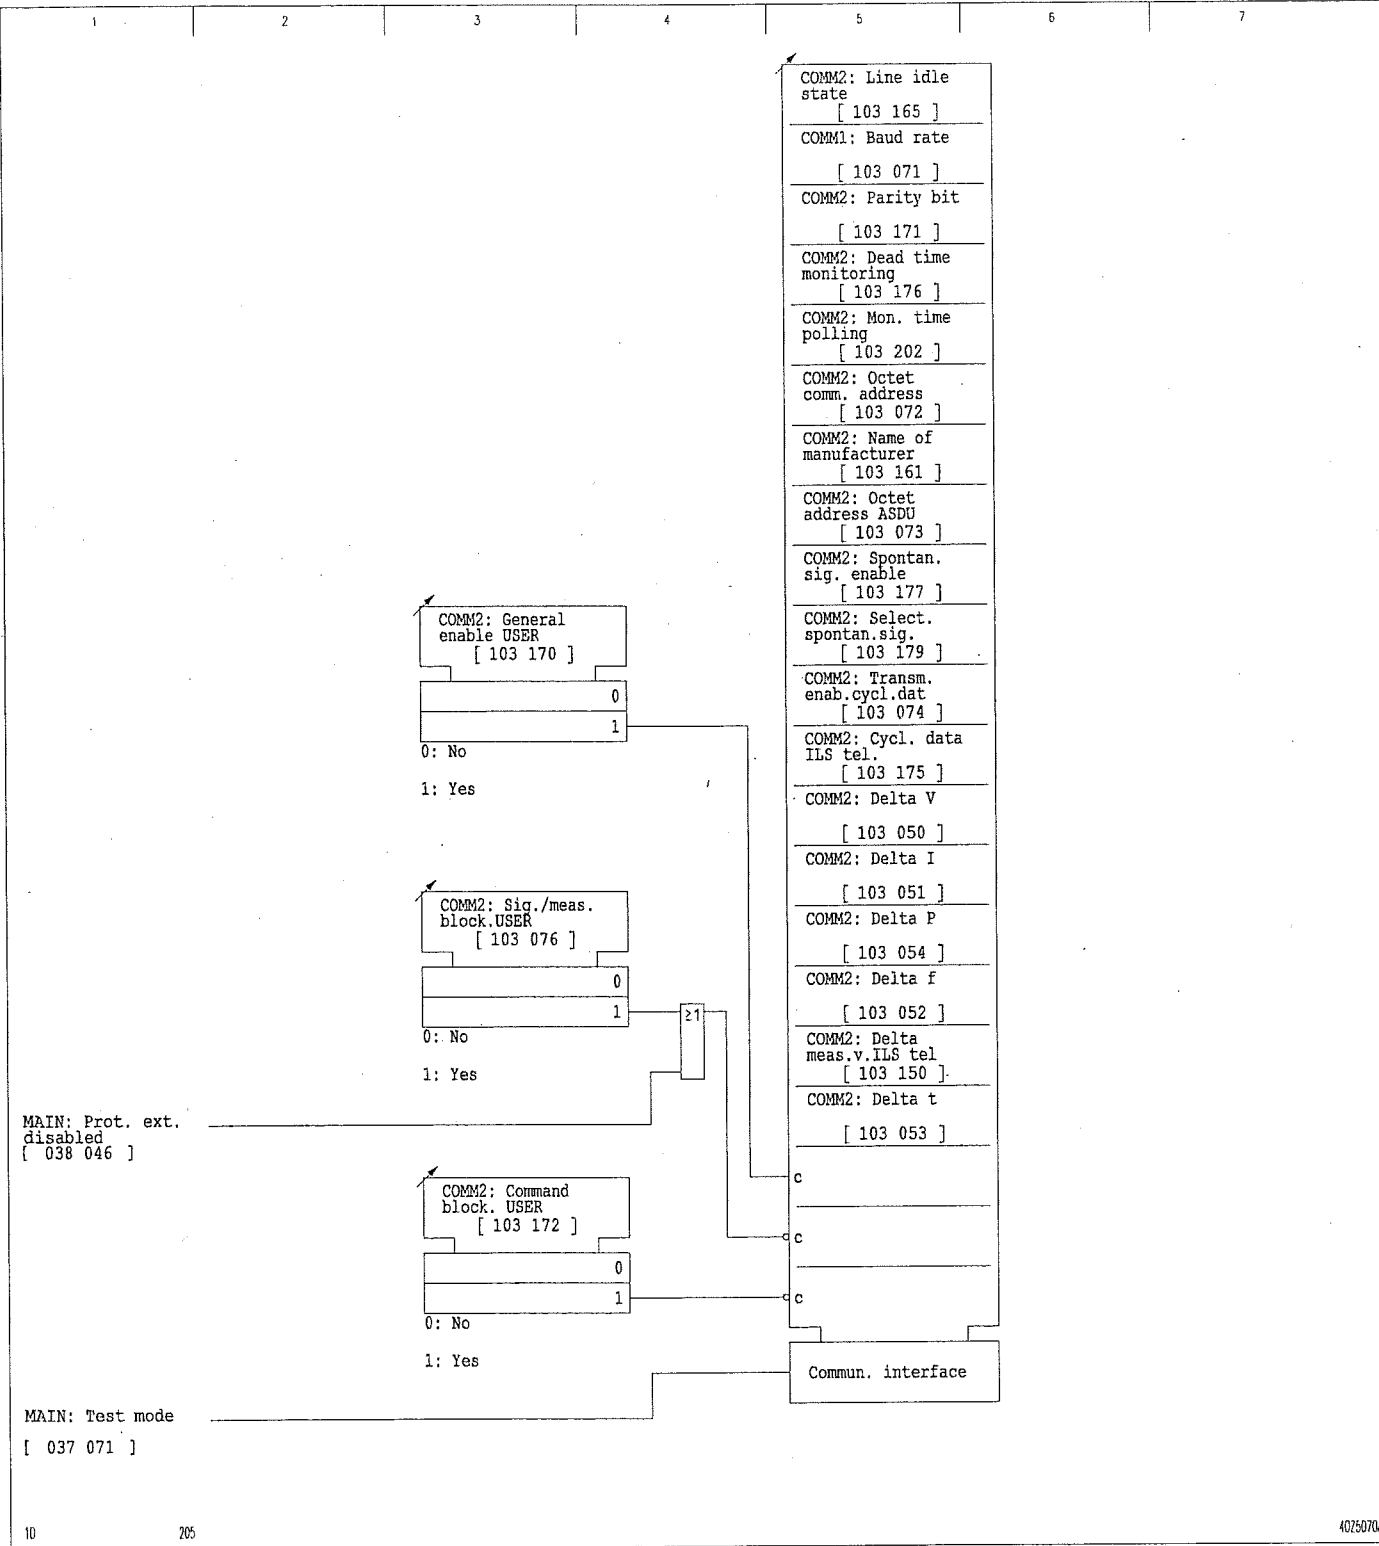 1 2 3 4 5 6 7
COMM2: Line idle
state
[ 103 165 ]
COMM1: Baud rate
[ 103 071 ]
COMM2: Parity bit
[ 103 171 ]
COMM2: Dead time
monitoring
[ 103 176 ]
COMM2: Mon. time
polling
[ 103 202 ]
COMM2: Octet
comm. address
[ 103 072 ]
COMM2: Name of
manufacturer
[ 103 161 ]
COMM2: Octet
address ASDU
[ 103 073 ]
COMM2: Spontan.
sig. enable
[ 103 177 ]
COMM2: Select.
spontan.sig.
[ 103 179 ]
COMM2: Transm.
enab.cycl.dat
[ 103 074 ]
COMM2: Cycl. data
ILS tel.
[ 103 175 ]
COMM2: Delta V
[ 103 050 ]
COMM2: Delta I
[ 103 051 ]
COMM2: Delta P
[ 103 054 ]
COMM2: Delta f
[ 103 052 ]
COMM2: Delta
meas.v.ILS tel
[ 103 150 ]
COMM2: Delta t
[ 103 053 ]
c
c
c
Commun. interface
COMM2: General
enable USER
[ 103 170 ]
0
1
0: No
1: Yes
COMM2: Sig./meas.
block.USER
[ 103 076 ]
0
1
0: No
1: Yes
≥1
MAIN: Prot. ext.
disabled
[ 038 046 ]
COMM2: Command
block. USER
[ 103 172 ]
0
1
0: No
1: Yes
MAIN: Test mode
[ 037 071 ]
10 205